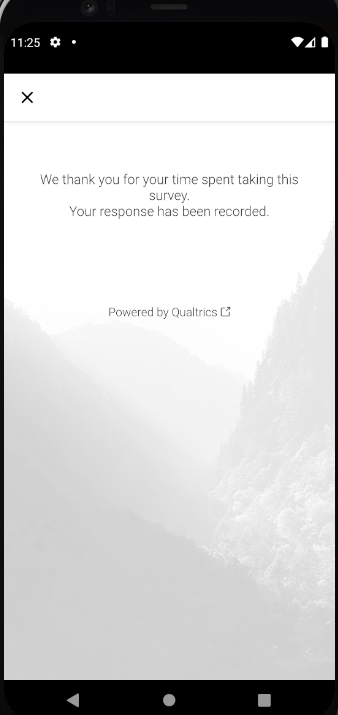 11:25
We thank you for your time spent taking this
survey.
Your response has been recorded.
Powered by Qualtrics